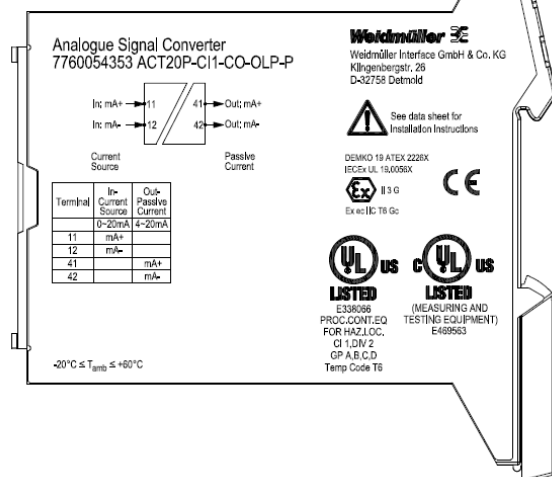 Analogue Signal Converter
7760054353 ACT20P-CI1-CO-OLP-P
In: mA+ 11 41 Out: mA+
In: mA- 12 42 Out: mA-
Current Source
Passive Current
Terminal In-Current Source Out-Passive Current
0~20mA 4~20mA
11 mA+
12 mA-
41 mA+
42 mA-
-20°C ≤ Tamb ≤ +60°C
Weidmüller
Weidmüller Interface GmbH & Co. KG
Klingenbergstr. 26
D-32758 Detmold
See data sheet for
Installation Instructions
DEMKO 19 ATEX 2226X
IECEx UL 19.0056X
Ex II 3 G
CE
Ex ec IIC T6 Gc
UL US
LISTED
E338066
PROC.CONT.EQ
FOR HAZ.LOC.
Cl 1,DIV 2
GP A,B,C,D
Temp Code T6
C UL US
LISTED
(MEASURING AND
TESTING EQUIPMENT)
E469563